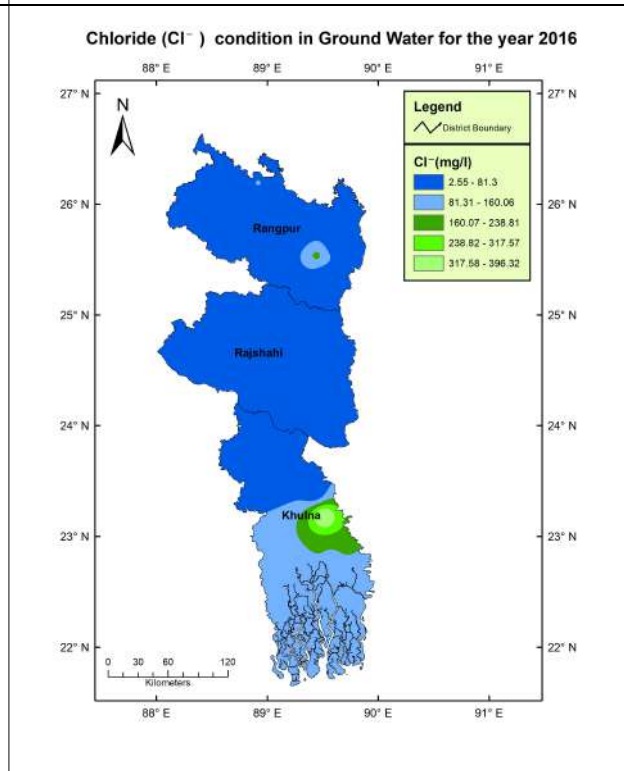 Chloride (Cl⁻ ) condition in Ground Water for the year 2016
88° E 89° E 90° E 91° E
27° N 27° N
N
Legend
District Boundary
Cl⁻(mg/l)
2.55 - 81.3
81.31 - 160.06
160.07 - 238.81
238.82 - 317.57
317.58 - 396.32
26° N 26° N
Rangpur
25° N 25° N
Rajshahi
24° N 24° N
Khulna
23° N 23° N
22° N 22° N
0 30 60 120
Kilometers
88° E 89° E 90° E 91° E